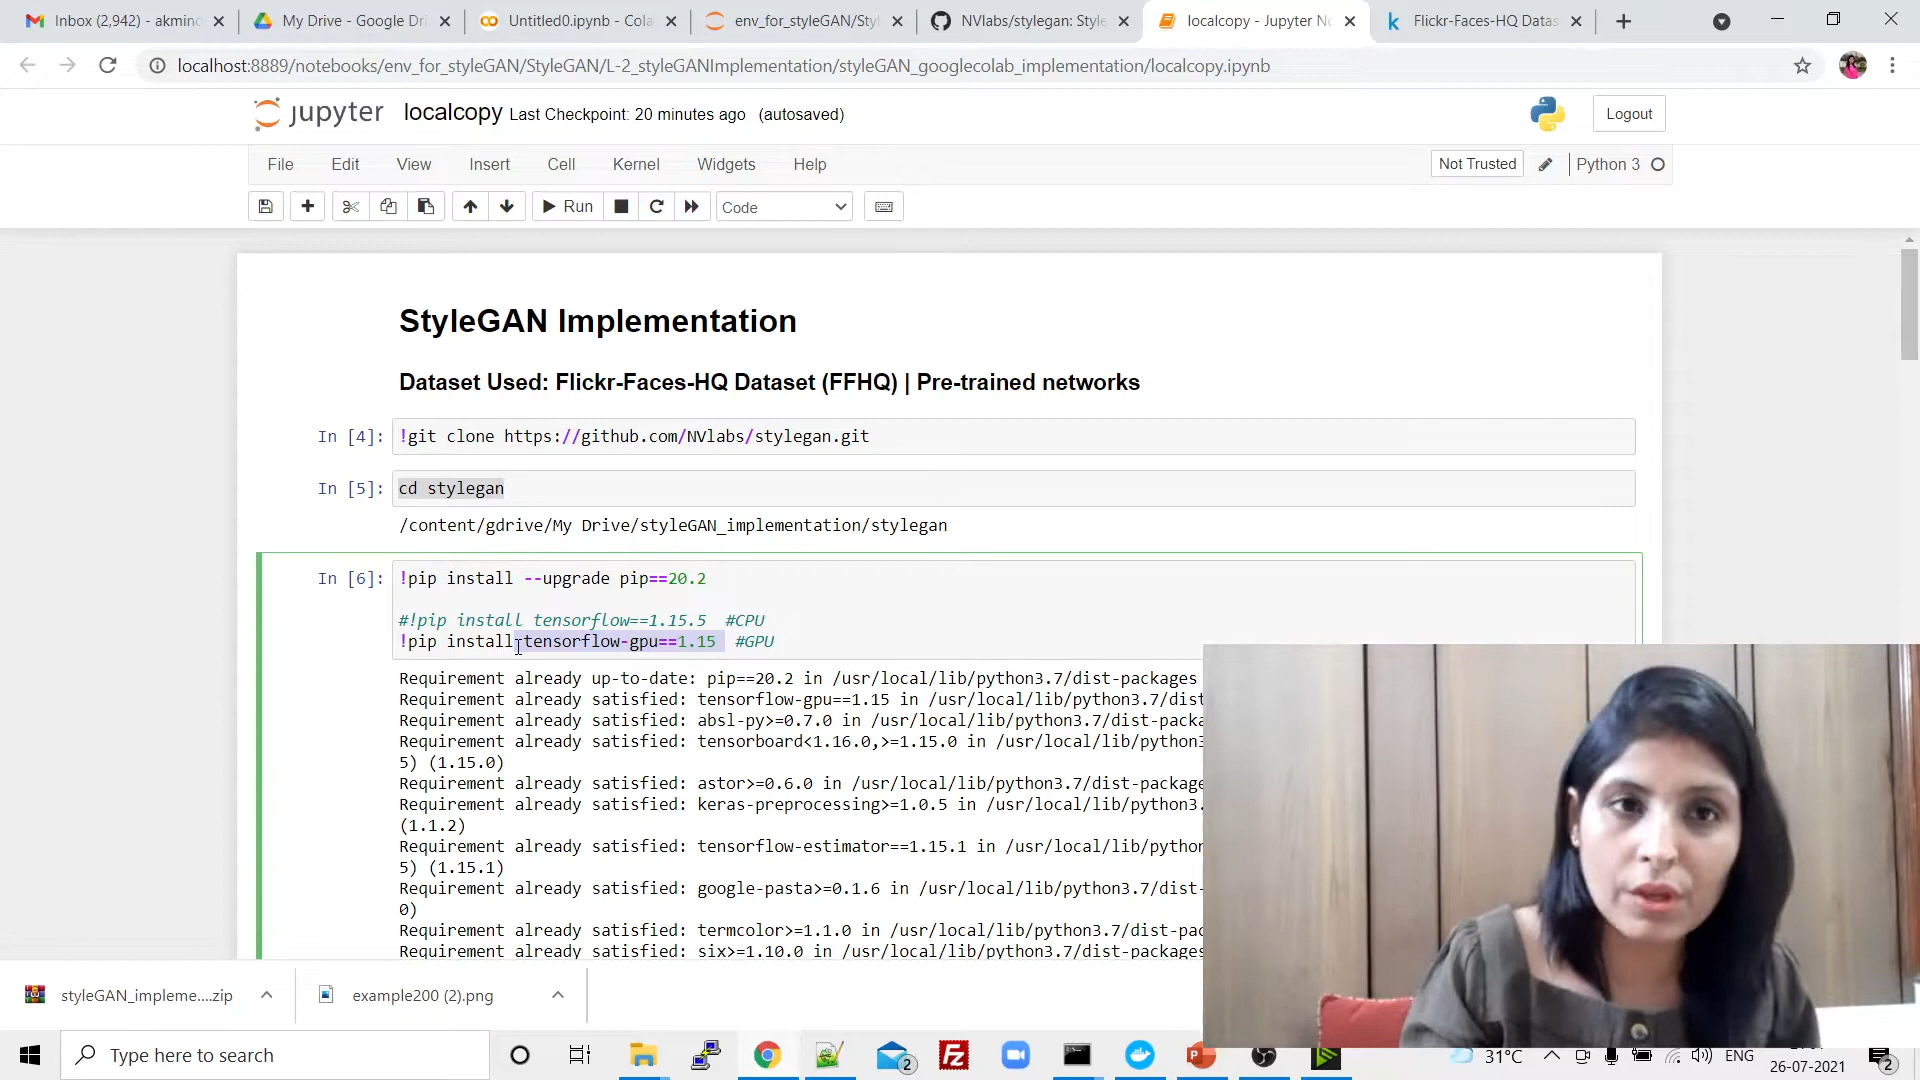 Inbox (2,942) - akmino
My Drive - Google Dri
Untitled0.ipynb - Cola
env_for_styleGAN/Styl
NVlabs/stylegan: Style
localcopy - Jupyter No
Flickr-Faces-HQ Datas
localhost:8889/notebooks/env_for_styleGAN/StyleGAN/L-2_styleGANImplementation/styleGAN_googlecolab_implementation/localcopy.ipynb
jupyter localcopy Last Checkpoint: 20 minutes ago (autosaved)
Logout
File Edit View Insert Cell Kernel Widgets Help
Not Trusted
Python 3
Run
Code
StyleGAN Implementation
Dataset Used: Flickr-Faces-HQ Dataset (FFHQ) | Pre-trained networks
In [4]: !git clone https://github.com/NVlabs/stylegan.git
In [5]: cd stylegan
/content/gdrive/My Drive/styleGAN_implementation/stylegan
In [6]: !pip install --upgrade pip==20.2
#!pip install tensorflow==1.15.5 #CPU
!pip install tensorflow-gpu==1.15 #GPU
Requirement already up-to-date: pip==20.2 in /usr/local/lib/python3.7/dist-packages
Requirement already satisfied: tensorflow-gpu==1.15 in /usr/local/lib/python3.7/dist-
Requirement already satisfied: absl-py>=0.7.0 in /usr/local/lib/python3.7/dist-packa
Requirement already satisfied: tensorboard<1.16.0,>=1.15.0 in /usr/local/lib/python3
5) (1.15.0)
Requirement already satisfied: astor>=0.6.0 in /usr/local/lib/python3.7/dist-package
Requirement already satisfied: keras-preprocessing>=1.0.5 in /usr/local/lib/python3.
(1.1.2)
Requirement already satisfied: tensorflow-estimator==1.15.1 in /usr/local/lib/python
5) (1.15.1)
Requirement already satisfied: google-pasta>=0.1.6 in /usr/local/lib/python3.7/dist-
0)
Requirement already satisfied: termcolor>=1.1.0 in /usr/local/lib/python3.7/dist-pac
Requirement already satisfied: six>=1.10.0 in /usr/local/lib/python3.7/dist-packages
styleGAN_impleme....zip
example200 (2).png
Type here to search
2
31°C
ENG
26-07-2021
2